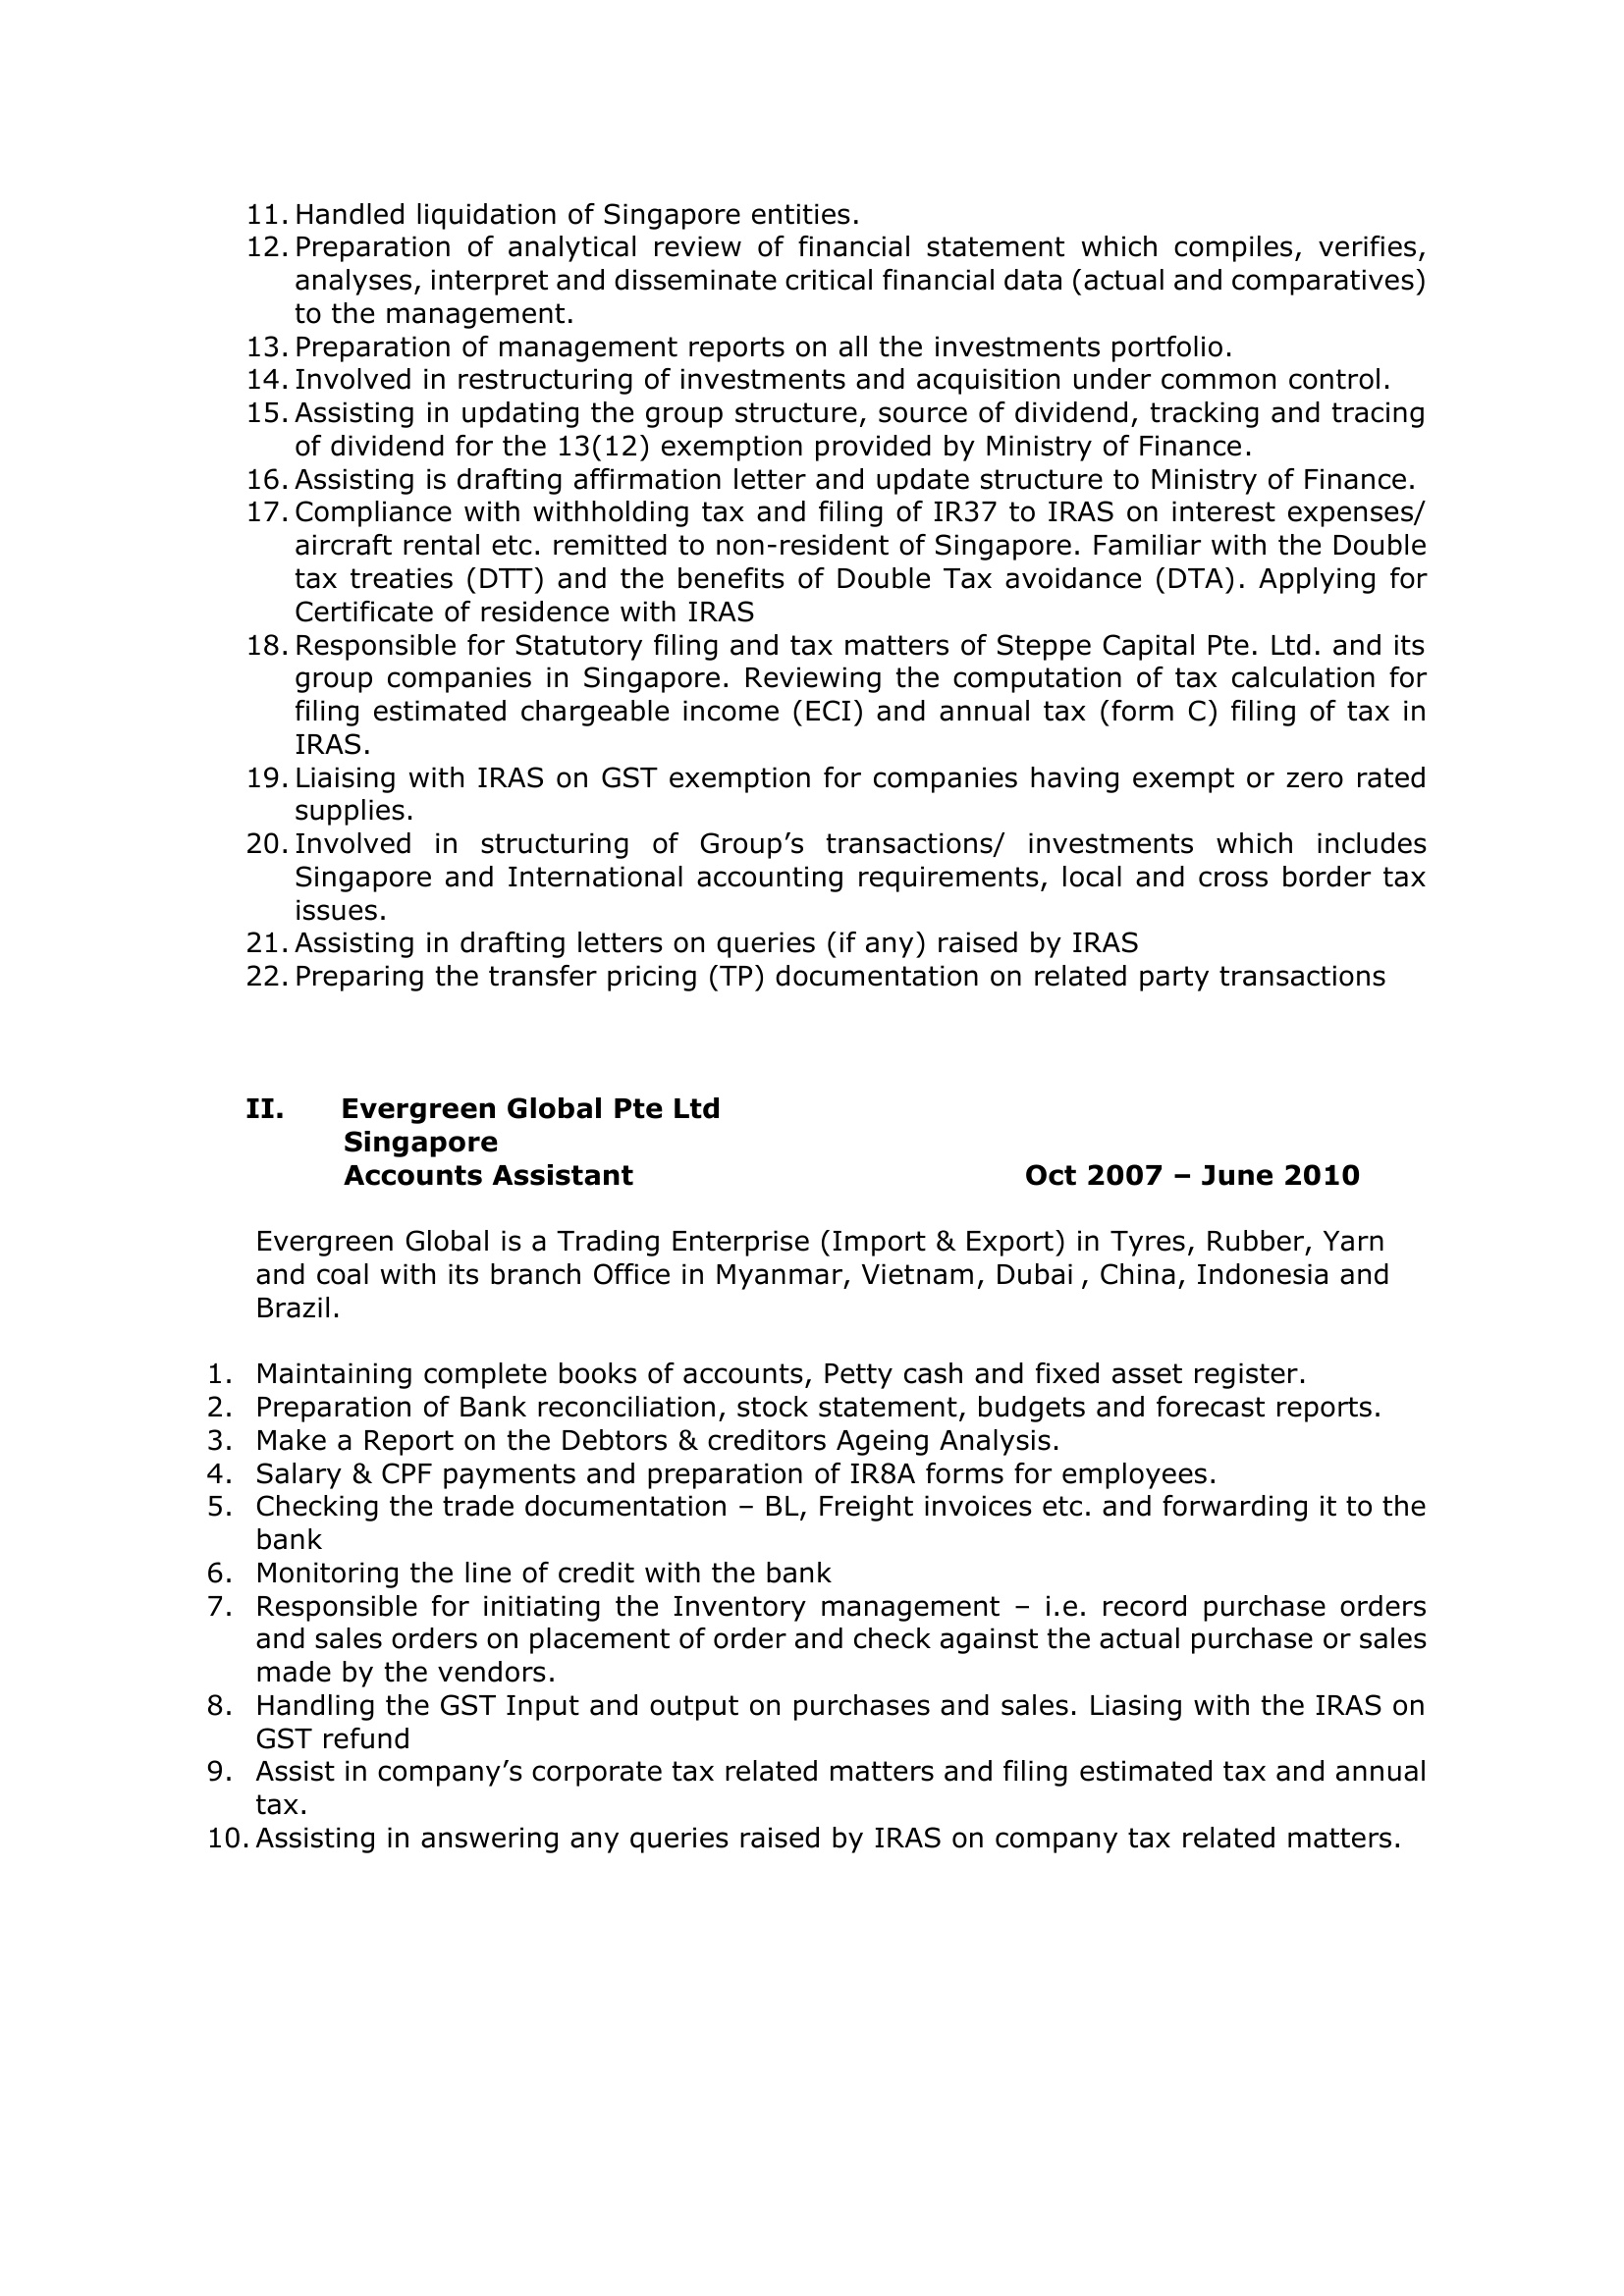 11. Handled liquidation of Singapore entities.
12. Preparation of analytical review of financial statement which compiles, verifies,
analyses, interpret and disseminate critical financial data (actual and comparatives)
to the management.
13. Preparation of management reports on all the investments portfolio.
14. Involved in restructuring of investments and acquisition under common control.
15. Assisting in updating the group structure, source of dividend, tracking and tracing
of dividend for the 13(12) exemption provided by Ministry of Finance.
16. Assisting is drafting affirmation letter and update structure to Ministry of Finance.
17. Compliance with withholding tax and filing of IR37 to IRAS on interest expenses/
aircraft rental etc. remitted to non-resident of Singapore. Familiar with the Double
tax treaties (DTT) and the benefits of Double Tax avoidance (DTA). Applying for
Certificate of residence with IRAS
18. Responsible for Statutory filing and tax matters of Steppe Capital Pte. Ltd. and its
group companies in Singapore. Reviewing the computation of tax calculation for
filing estimated chargeable income (ECI) and annual tax (form C) filing of tax in
IRAS.
19. Liaising with IRAS on GST exemption for companies having exempt or zero rated
supplies.
20. Involved in structuring of Group’s transactions/ investments which includes
Singapore and International accounting requirements, local and cross border tax
issues.
21. Assisting in drafting letters on queries (if any) raised by IRAS
22. Preparing the transfer pricing (TP) documentation on related party transactions
II. Evergreen Global Pte Ltd
Singapore
Accounts Assistant Oct 2007 – June 2010
Evergreen Global is a Trading Enterprise (Import & Export) in Tyres, Rubber, Yarn
and coal with its branch Office in Myanmar, Vietnam, Dubai , China, Indonesia and
Brazil.
1. Maintaining complete books of accounts, Petty cash and fixed asset register.
2. Preparation of Bank reconciliation, stock statement, budgets and forecast reports.
3. Make a Report on the Debtors & creditors Ageing Analysis.
4. Salary & CPF payments and preparation of IR8A forms for employees.
5. Checking the trade documentation – BL, Freight invoices etc. and forwarding it to the
bank
6. Monitoring the line of credit with the bank
7. Responsible for initiating the Inventory management – i.e. record purchase orders
and sales orders on placement of order and check against the actual purchase or sales
made by the vendors.
8. Handling the GST Input and output on purchases and sales. Liasing with the IRAS on
GST refund
9. Assist in company’s corporate tax related matters and filing estimated tax and annual
tax.
10. Assisting in answering any queries raised by IRAS on company tax related matters.